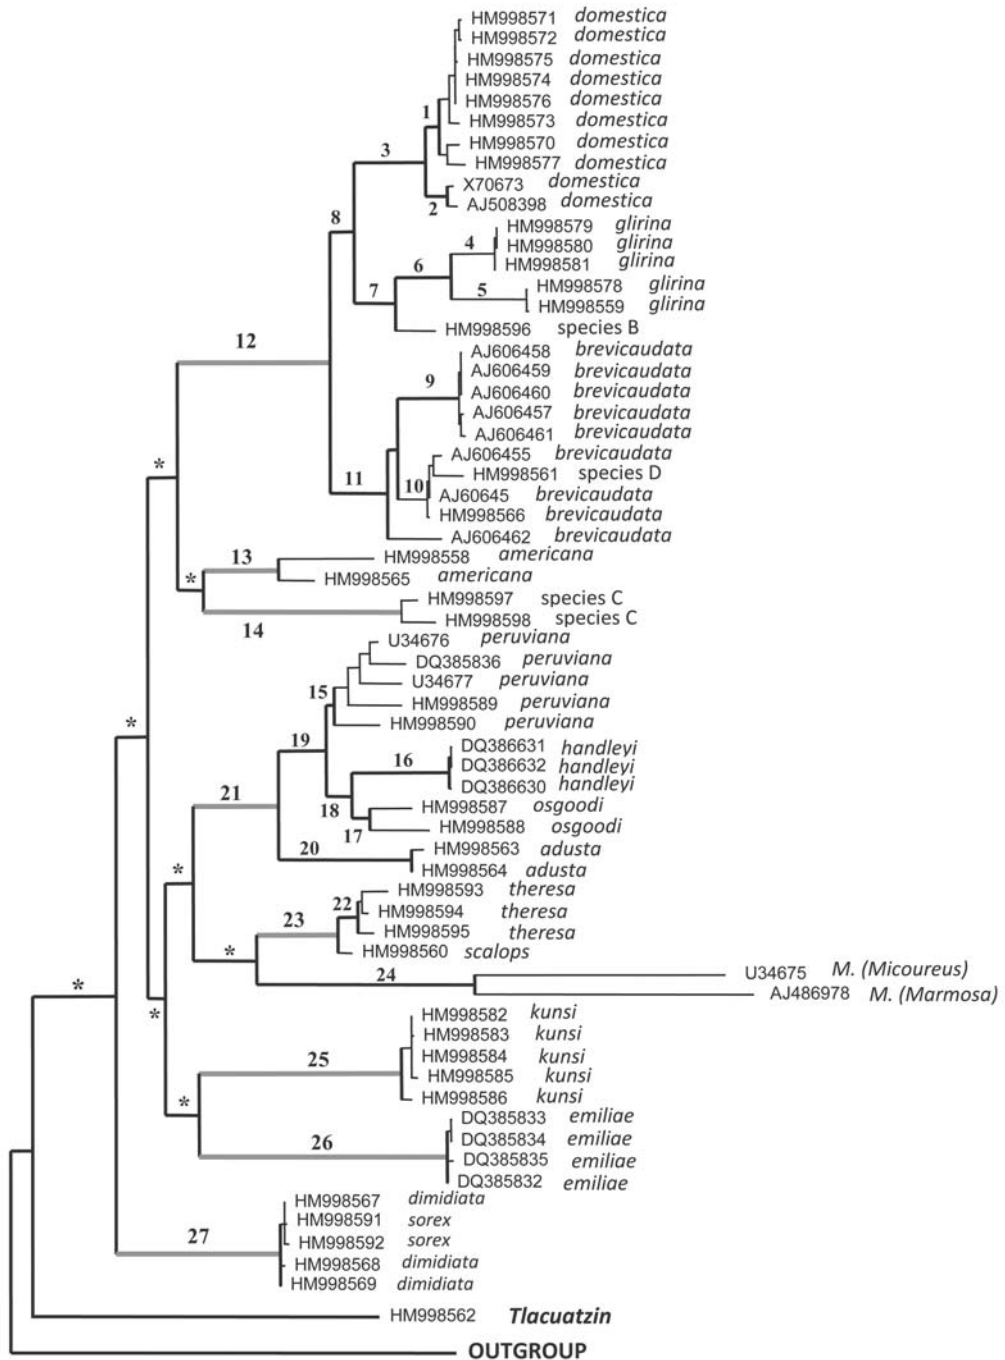 HM998571 domestica
HM998572 domestica
HM998575 domestica
HM998574 domestica
HM998576 domestica
1 HM998573 domestica
HM998570 domestica
3 HM998577 domestica
X70673 domestica
2 AJ508398 domestica
8 HM998579 glirina
4 HM998580 glirina
6 HM998581 glirina
7 5 HM998578 glirina
HM998559 glirina
HM998596 species B
12 AJ606458 brevicaudata
AJ606459 brevicaudata
9 AJ606460 brevicaudata
AJ606457 brevicaudata
AJ606461 brevicaudata
* AJ606455 brevicaudata
11 10 HM998561 species D
AJ60645 brevicaudata
HM998566 brevicaudata
AJ606462 brevicaudata
13 HM998558 americana
* HM998565 americana
HM998597 species C
14 HM998598 species C
U34676 peruviana
DQ385836 peruviana
15 U34677 peruviana
* HM998589 peruviana
HM998590 peruviana
19 DQ386631 handleyi
16 DQ386632 handleyi
21 DQ386630 handleyi
18 HM998587 osgoodi
17 HM998588 osgoodi
20 HM998563 adusta
* HM998564 adusta
HM998593 theresa
22 HM998594 theresa
23 HM998595 theresa
* HM998560 scalops
* 24 U34675 M. (Micoureus)
AJ486978 M. (Marmosa)
* HM998582 kunsi
HM998583 kunsi
25 HM998584 kunsi
HM998585 kunsi
* HM998586 kunsi
DQ385833 emiliae
26 DQ385834 emiliae
DQ385835 emiliae
DQ385832 emiliae
HM998567 dimidiata
HM998591 sorex
27 HM998592 sorex
HM998568 dimidiata
HM998569 dimidiata
HM998562 Tlacuatzin
OUTGROUP